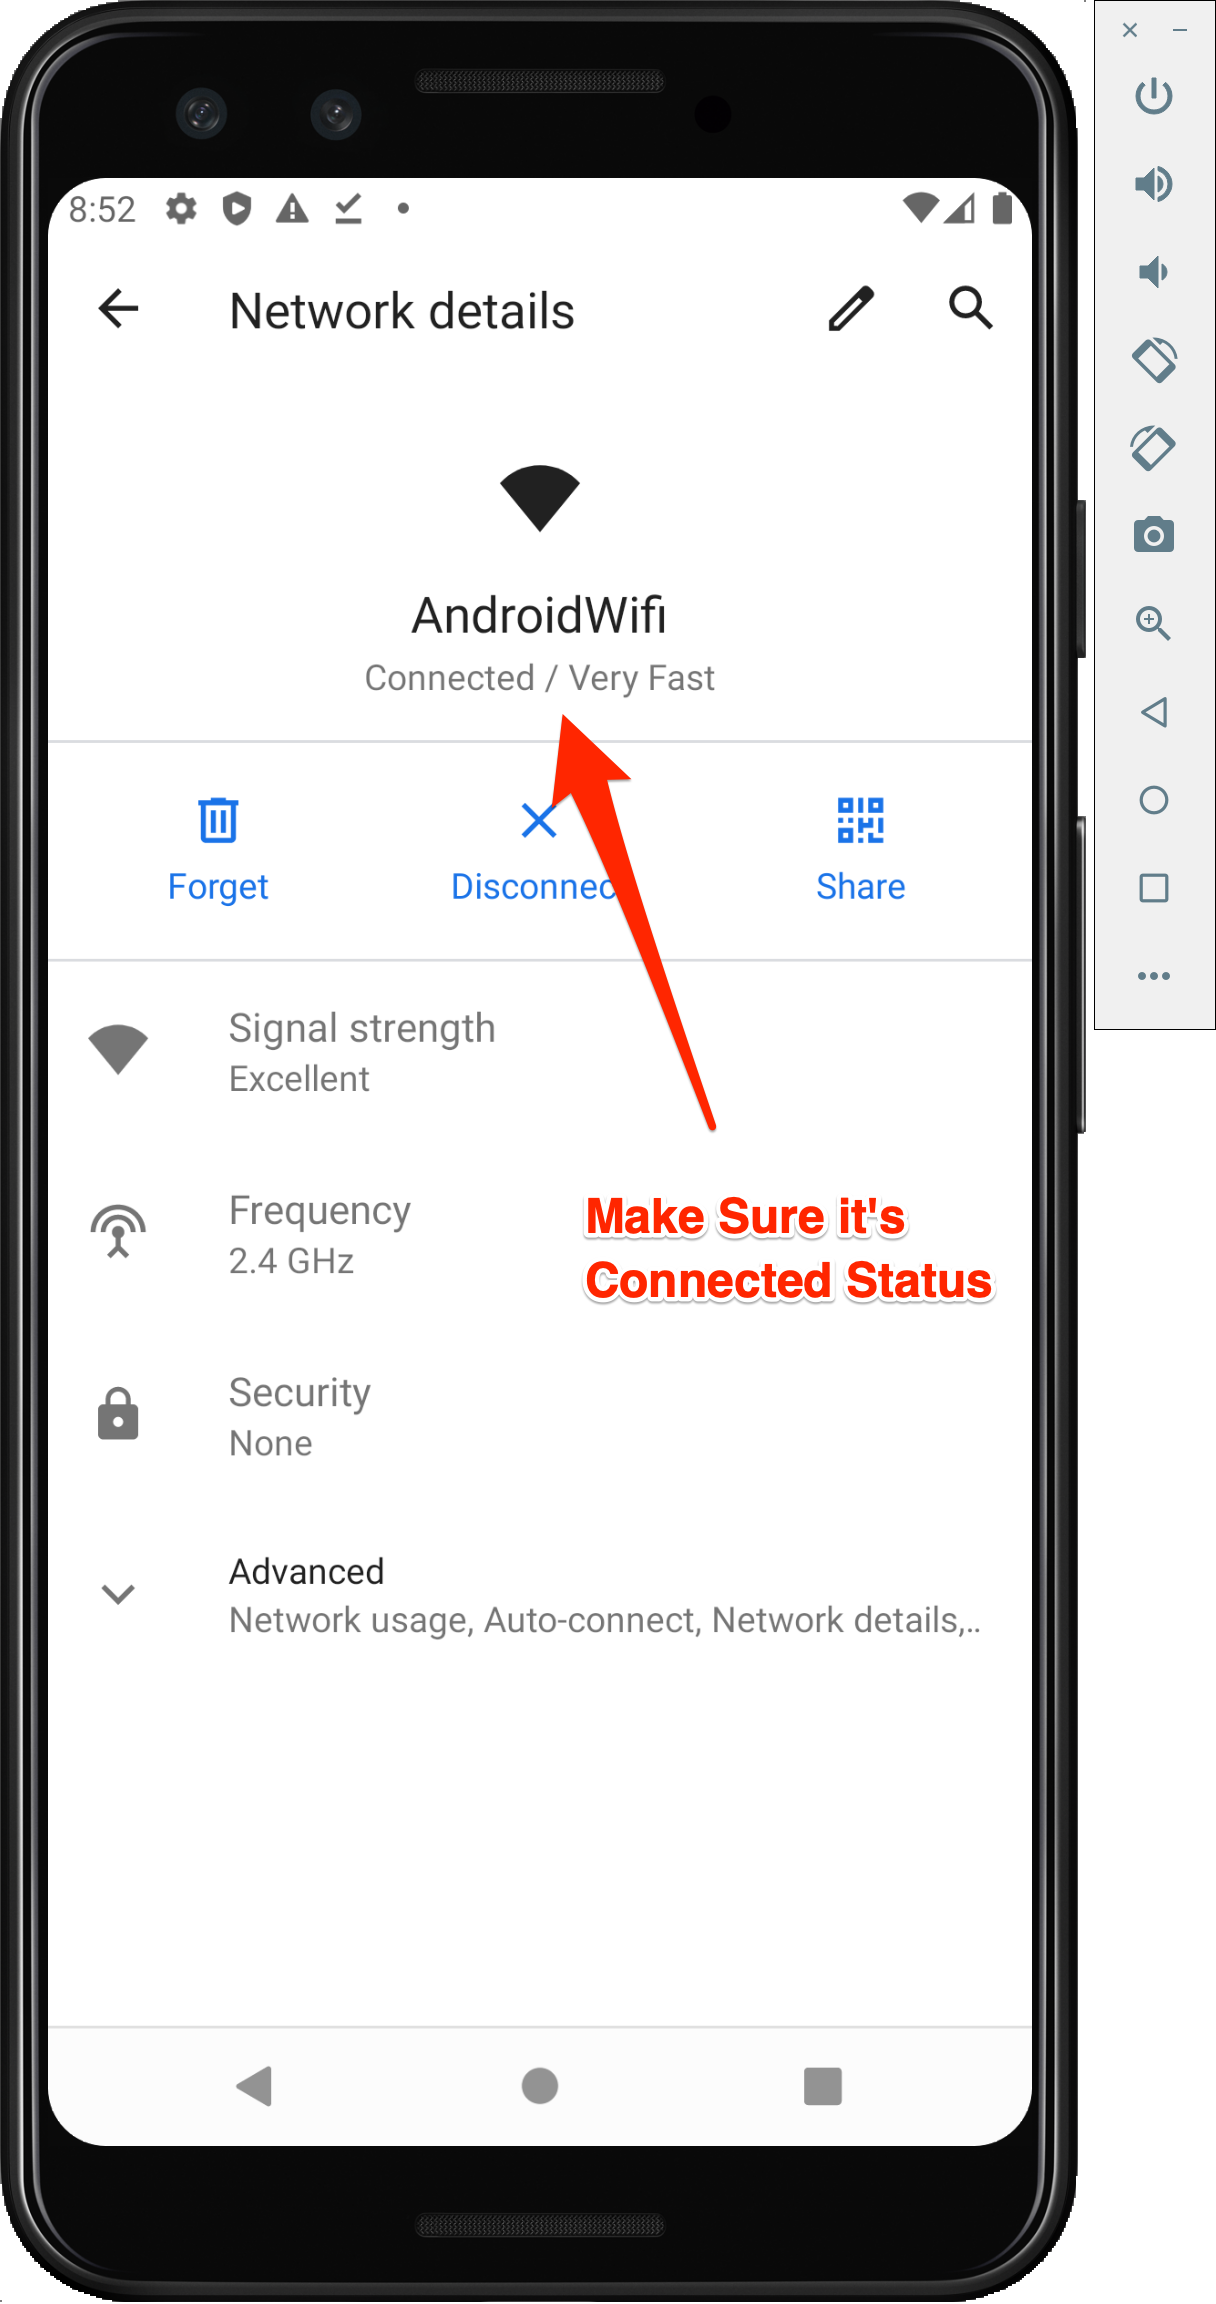 8:52
Network details
AndroidWifi
Connected / Very Fast
Forget
Disconnec
Share
Signal strength
Excellent
Frequency
2.4 GHz
Make Sure it's
Connected Status
Security
None
Advanced
Network usage, Auto-connect, Network details,..